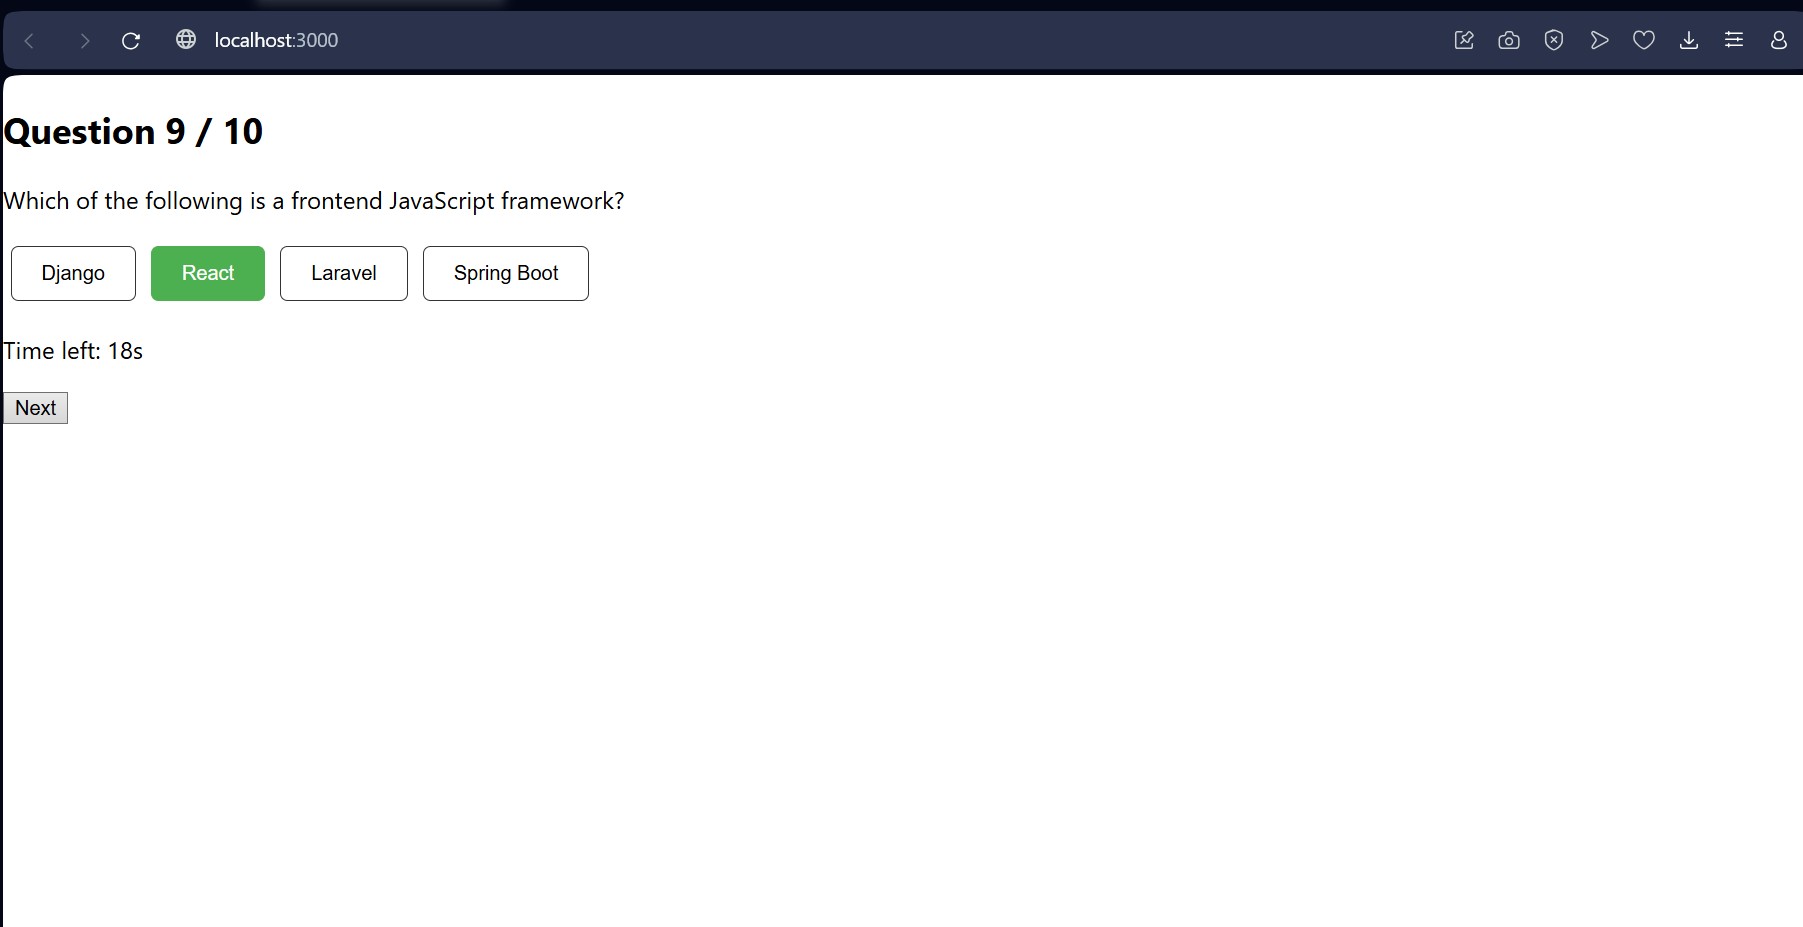 localhost:3000
Question 9 / 10
Which of the following is a frontend JavaScript framework?
Django React Laravel Spring Boot
Time left: 18s
Next